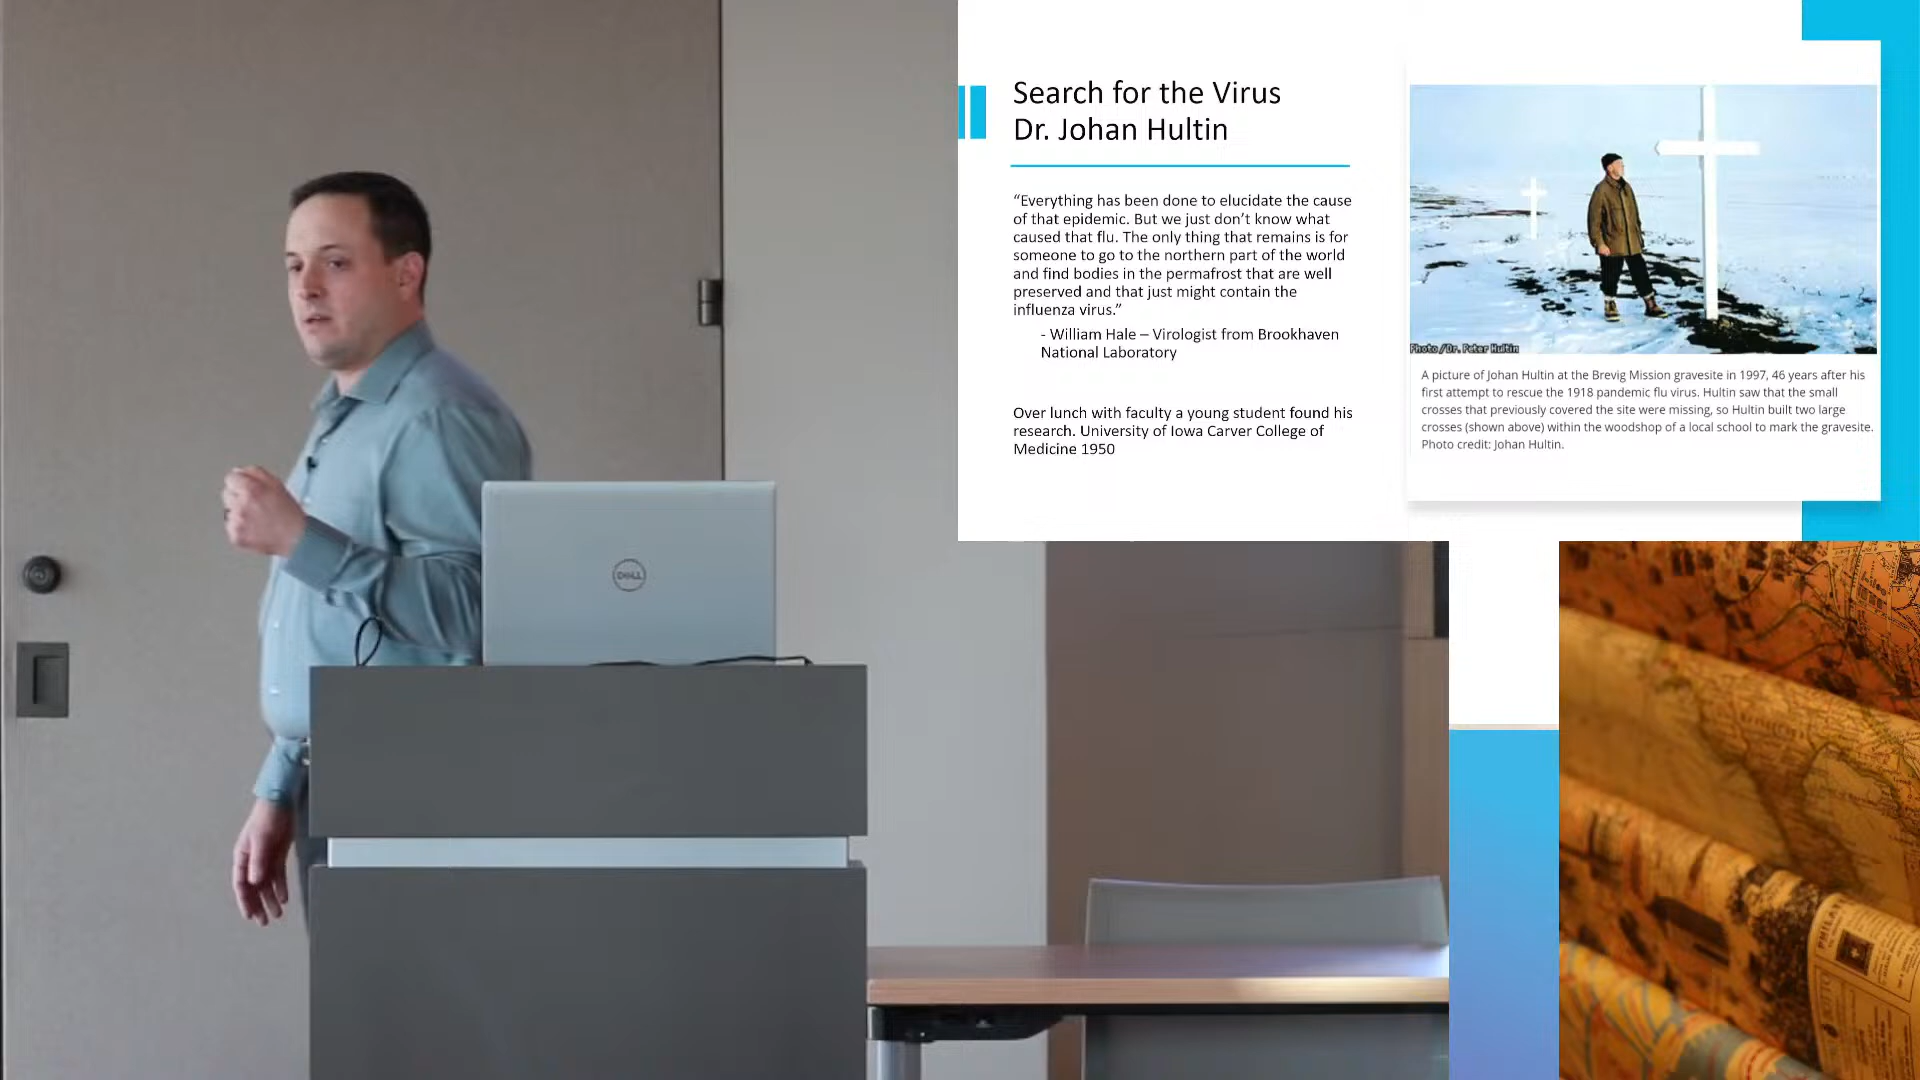 Search for the Virus
Dr. Johan Hultin
“Everything has been done to elucidate the cause
of that epidemic. But we just don’t know what
caused that flu. The only thing that remains is for
someone to go to the northern part of the world
and find bodies in the permafrost that are well
preserved and that just might contain the
influenza virus.”
- William Hale – Virologist from Brookhaven
National Laboratory
Over lunch with faculty a young student found his
research. University of Iowa Carver College of
Medicine 1950
Photo/Dr. Peter Hultin
A picture of Johan Hultin at the Brevig Mission gravesite in 1997, 46 years after his
first attempt to rescue the 1918 pandemic flu virus. Hultin saw that the small
crosses that previously covered the site were missing, so Hultin built two large
crosses (shown above) within the woodshop of a local school to mark the gravesite.
Photo credit: Johan Hultin.
DELL